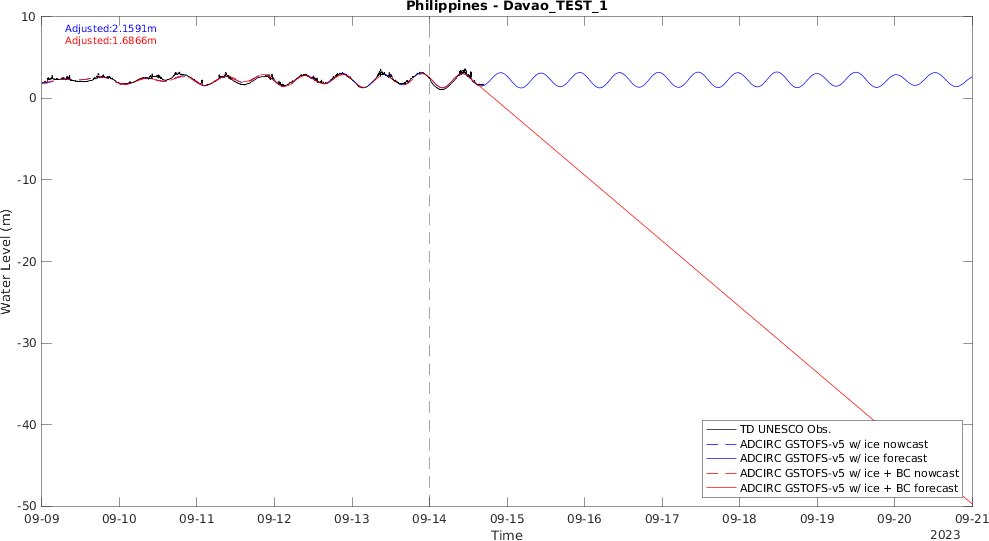 Philippines - Davao_TEST_1
Adjusted:2.1591m
Adjusted:1.6866m
10
0
-10
-20
-30
-40
-50
Water Level (m)
TD UNESCO Obs.
ADCIRC GSTOFS-v5 w/ ice nowcast
ADCIRC GSTOFS-v5 w/ ice forecast
ADCIRC GSTOFS-v5 w/ ice + BC nowcast
ADCIRC GSTOFS-v5 w/ ice + BC forecast
09-09 09-10 09-11 09-12 09-13 09-14 09-15 09-16 09-17 09-18 09-19 09-20 09-21
Time
2023